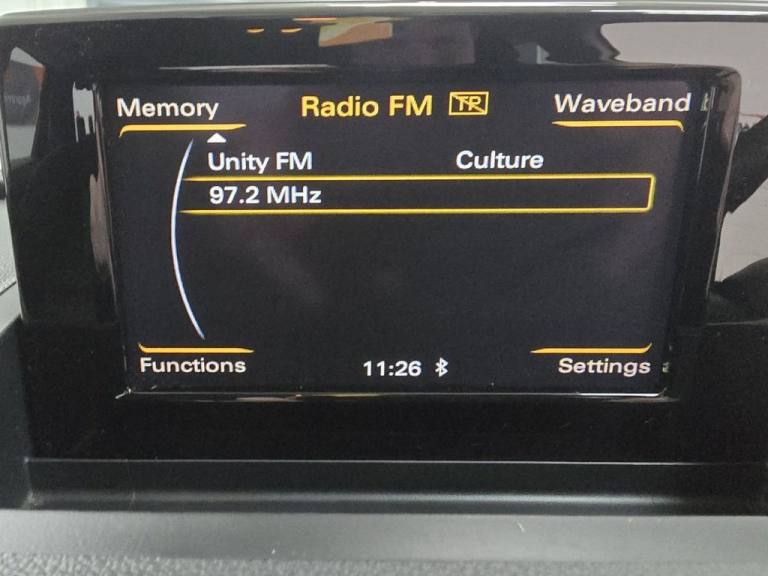 Memory Radio FM TP Waveband
Unity FM Culture
97.2 MHz
Functions 11:26 Settings